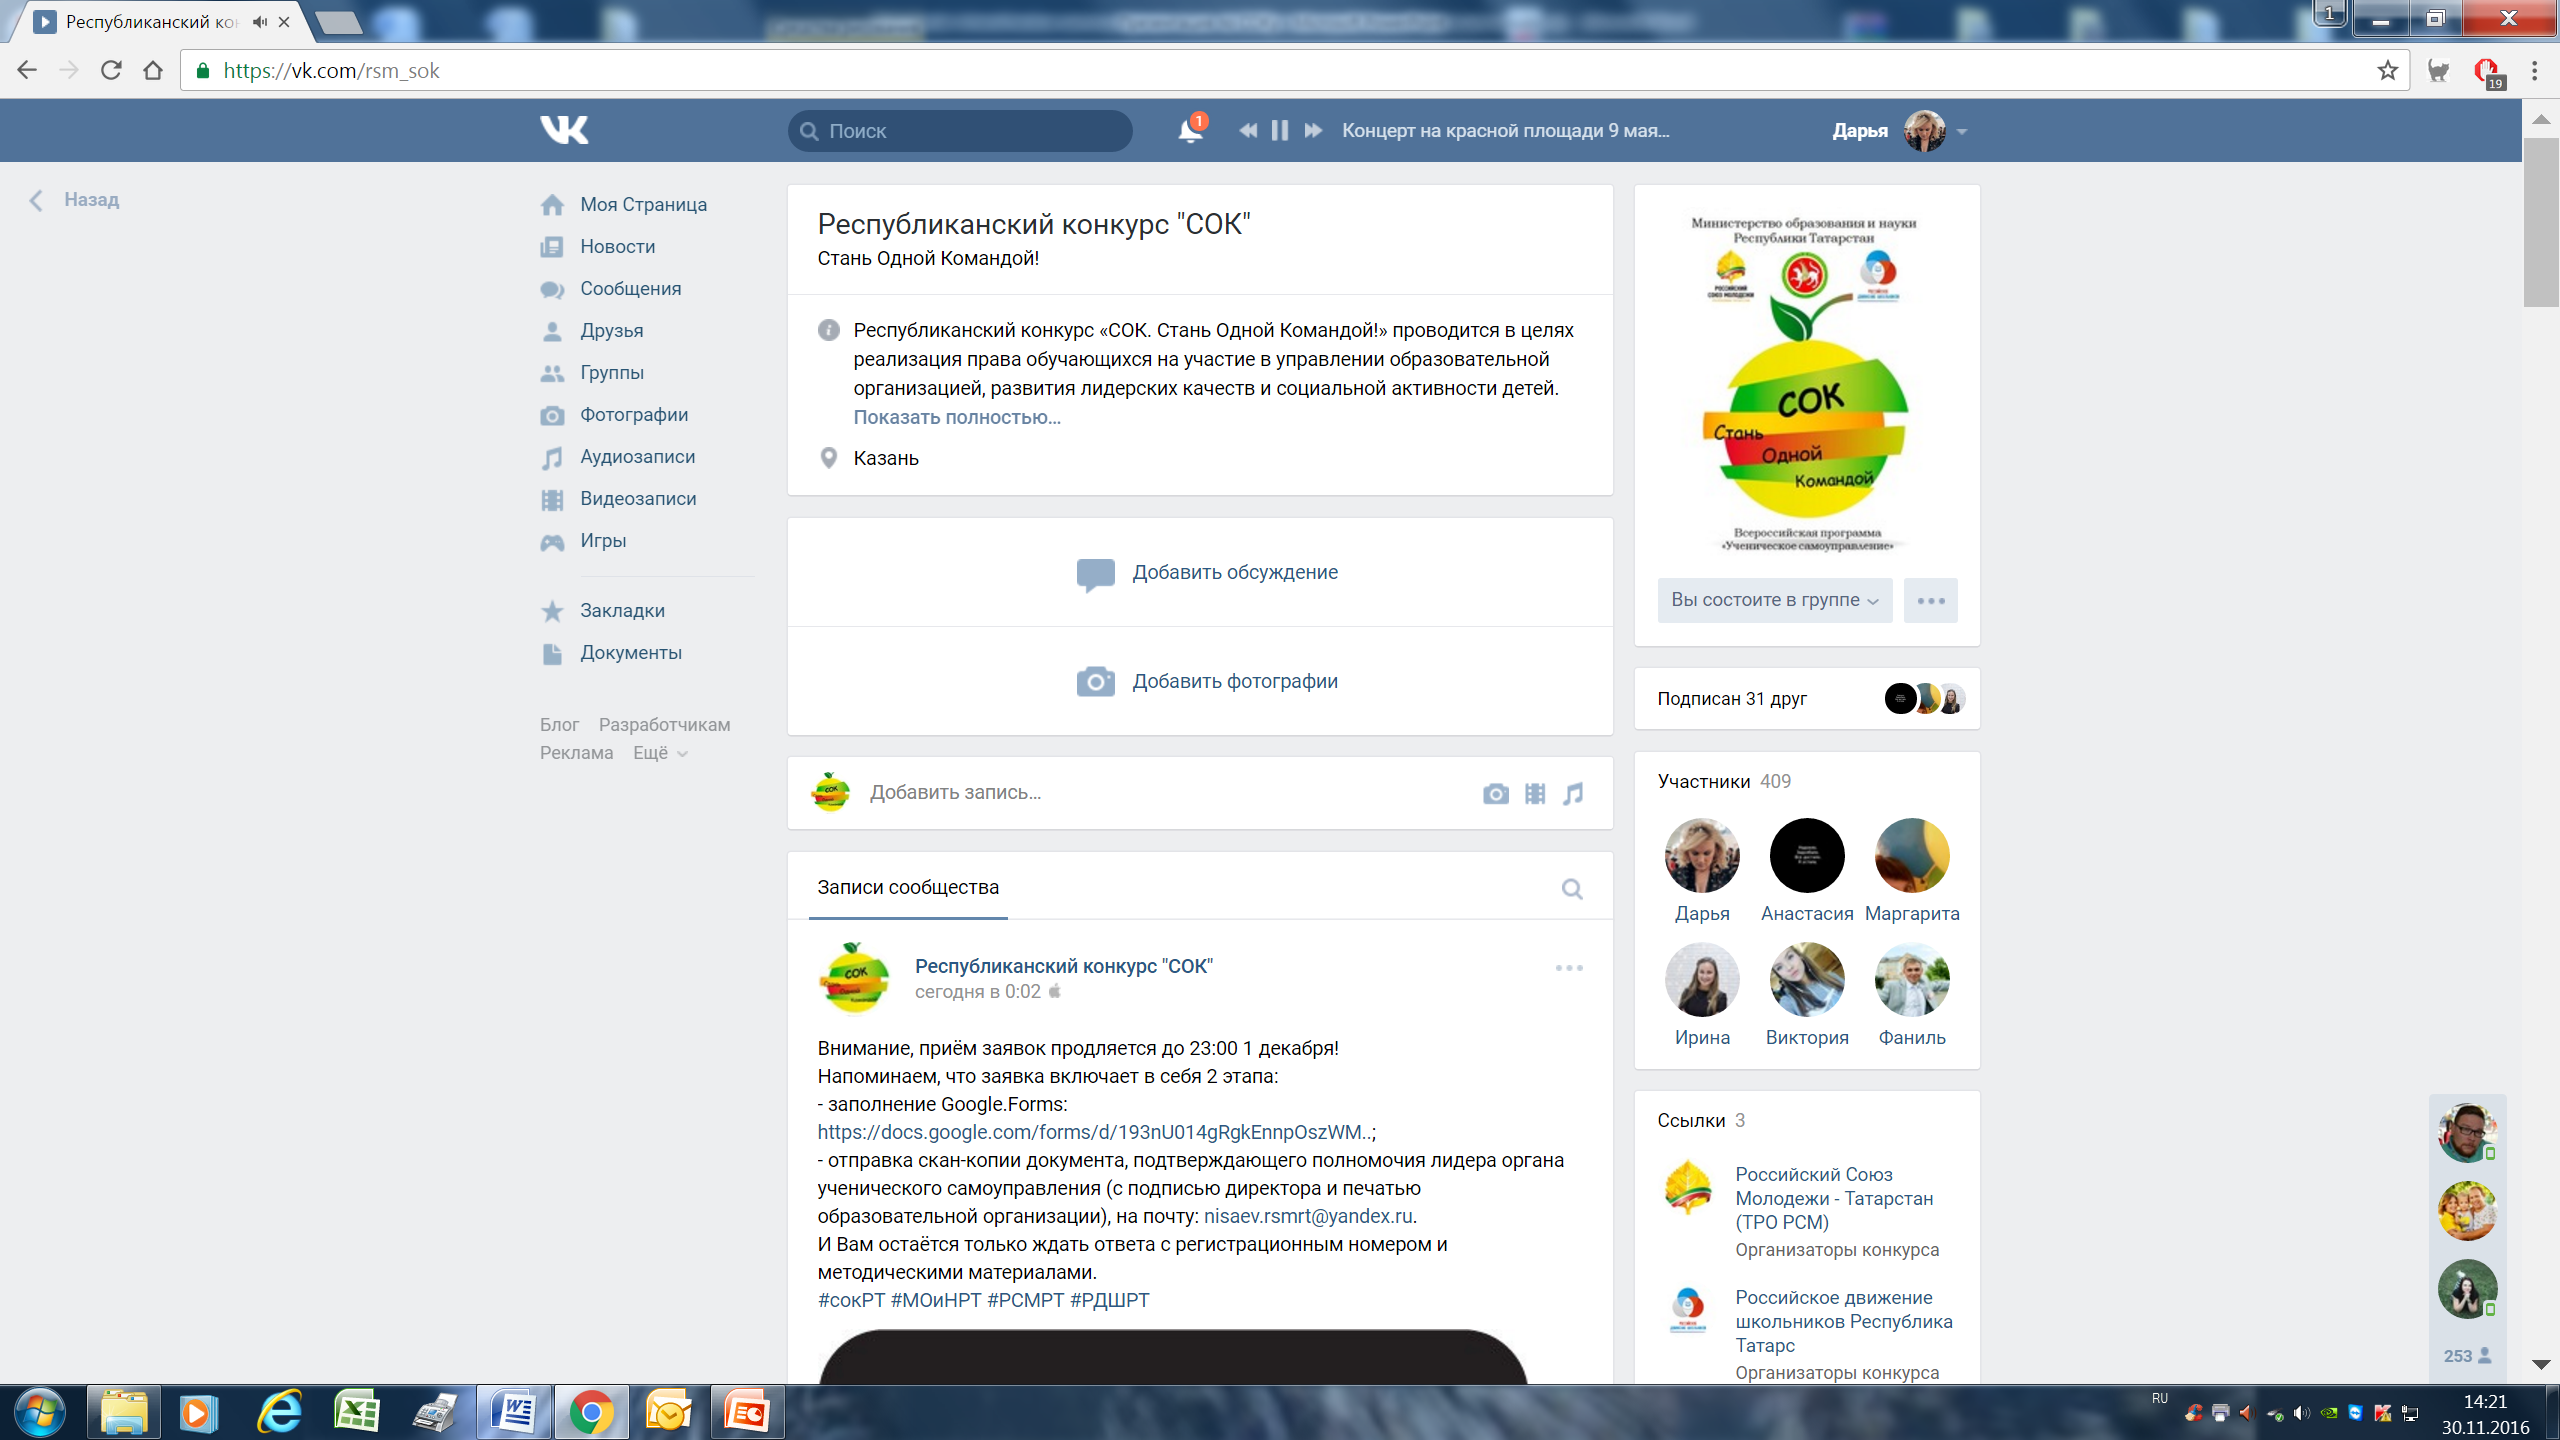 Республиканский кон
1
https://vk.com/rsm_sok
19
Поиск
1
Концерт на красной площади 9 мая...
Дарья
Назад
Моя Страница
Новости
Сообщения
Друзья
Группы
Фотографии
Аудиозаписи
Видеозаписи
Игры
Закладки
Документы
Блог Разработчикам
Реклама Ещё
Республиканский конкурс "СОК"
Стань Одной Командой!
Республиканский конкурс «СОК. Стань Одной Командой!» проводится в целях
реализация права обучающихся на участие в управлении образовательной
организацией, развития лидерских качеств и социальной активности детей.
Показать полностью...
Казань
Добавить обсуждение
Добавить фотографии
Добавить запись...
Записи сообщества
Республиканский конкурс "СОК"
сегодня в 0:02
Внимание, приём заявок продляется до 23:00 1 декабря!
Напоминаем, что заявка включает в себя 2 этапа:
- заполнение Google.Forms:
https://docs.google.com/forms/d/193nU014gRgkEnnpOszWM..;
- отправка скан-копии документа, подтверждающего полномочия лидера органа
ученического самоуправления (с подписью директора и печатью
образовательной организации), на почту: nisaev.rsmrt@yandex.ru.
И Вам остаётся только ждать ответа с регистрационным номером и
методическими материалами.
#сокРТ #МОиНРТ #РСМРТ #РДШРТ
Министерство образования и науки
Республики Татарстан
РОССИЙСКИЙ
СОЮЗ МОЛОДЕЖИ
СОК
Стань
Одной
Командой
Всероссийская программа
«Ученическое самоуправление»
Вы состоите в группе
Подписан 31 друг
Участники 409
Дарья Анастасия Маргарита
Ирина Виктория Фаниль
Ссылки 3
Российский Союз
Молодежи - Татарстан
(ТРО РСМ)
Организаторы конкурса
Российское движение
школьников Республика
Татарс
Организаторы конкурса
253
RU
14:21
30.11.2016